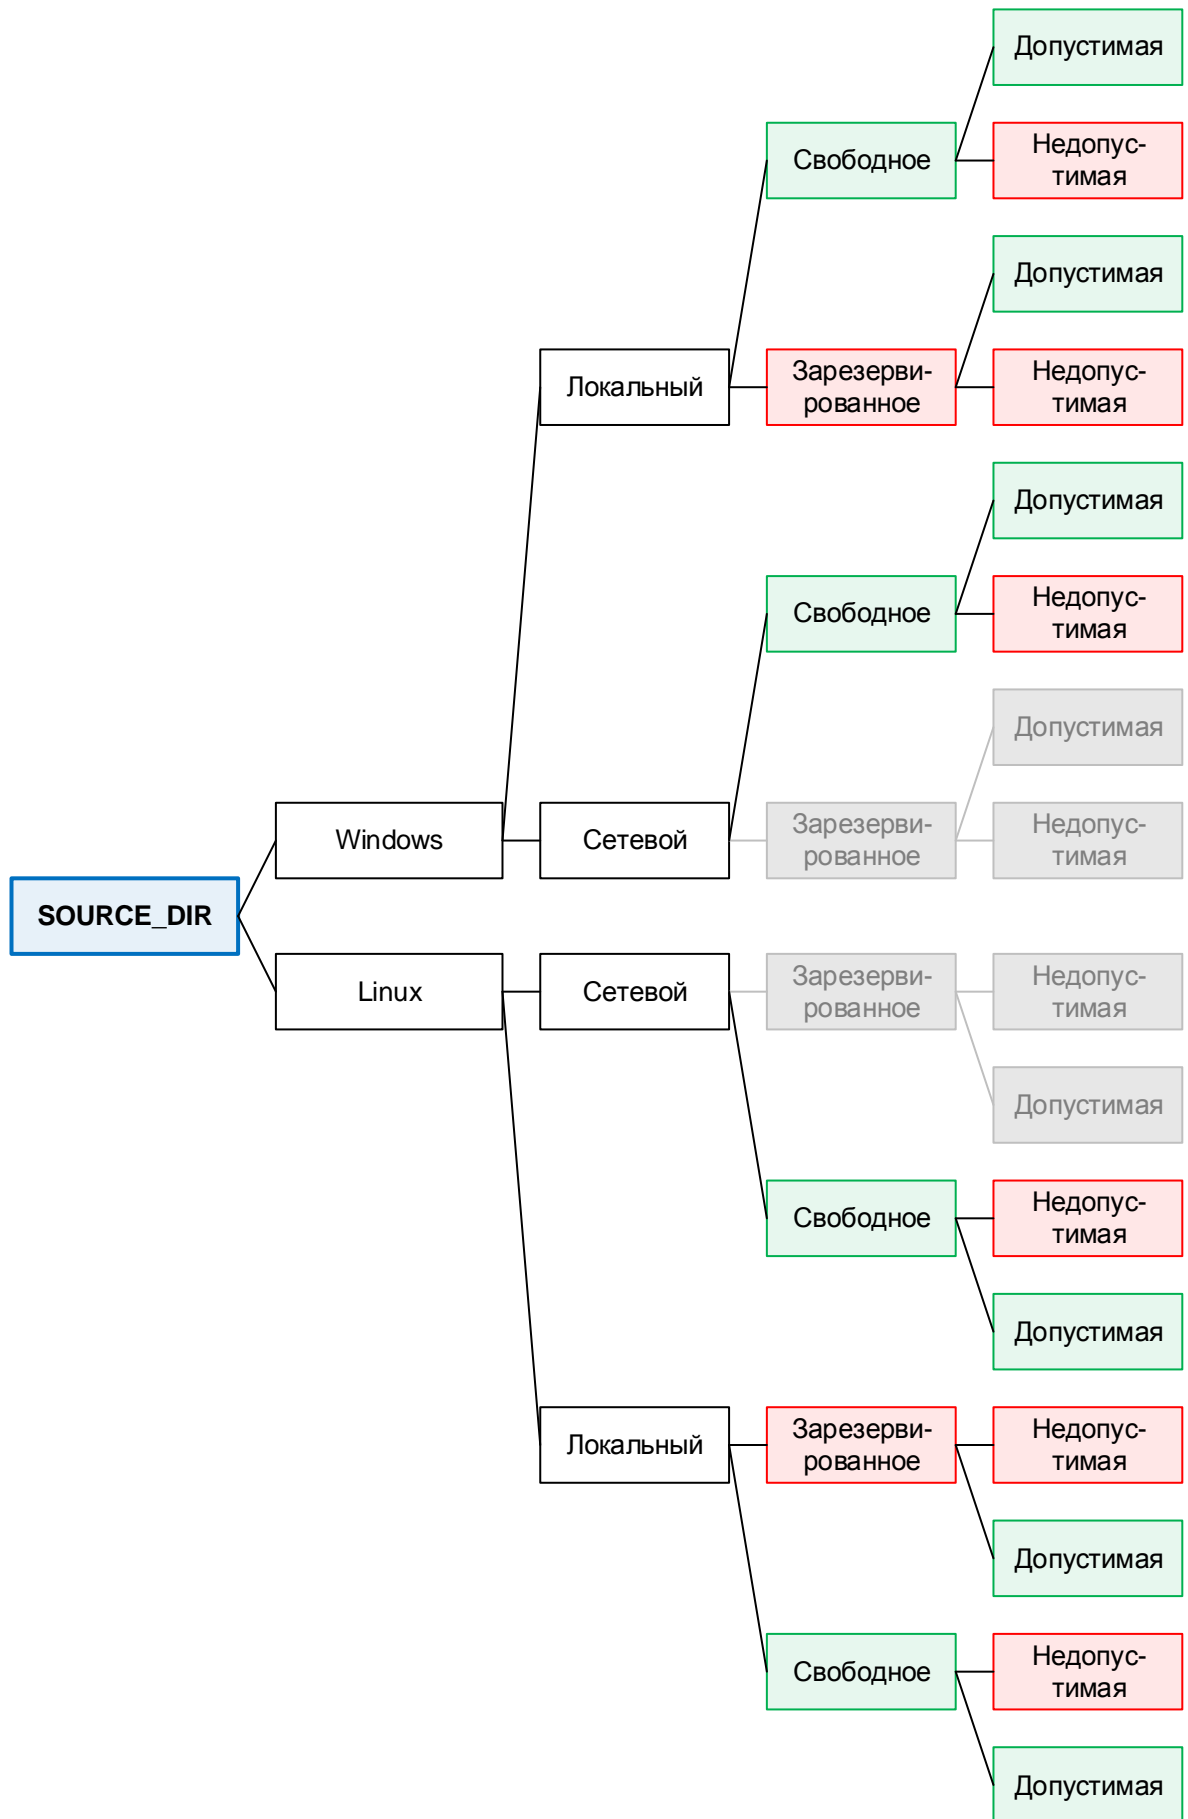 Допустимая
Свободное
Недопус-
тимая
Допустимая
Локальный
Зарезерви-
рованное
Недопус-
тимая
Допустимая
Свободное
Недопус-
тимая
Допустимая
Windows
Сетевой
Зарезерви-
рованное
Недопус-
тимая
SOURCE_DIR
Linux
Сетевой
Зарезерви-
рованное
Недопус-
тимая
Допустимая
Свободное
Недопус-
тимая
Допустимая
Локальный
Зарезерви-
рованное
Недопус-
тимая
Допустимая
Свободное
Недопус-
тимая
Допустимая